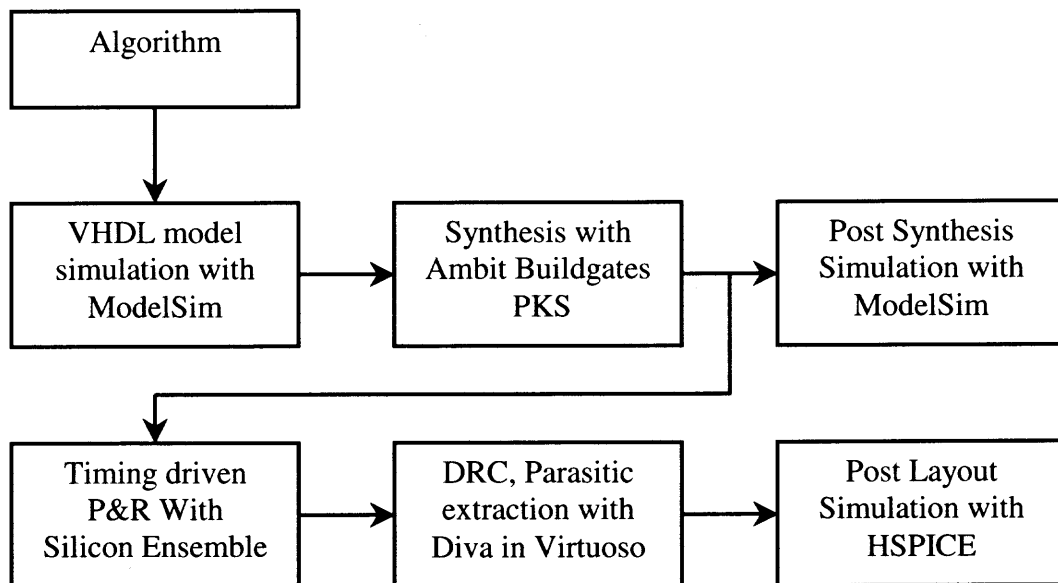 Algorithm
VHDL model
simulation with
ModelSim
Synthesis with
Ambit Buildgates
PKS
Post Synthesis
Simulation with
ModelSim
Timing driven
P&R With
Silicon Ensemble
DRC, Parasitic
extraction with
Diva in Virtuoso
Post Layout
Simulation with
HSPICE